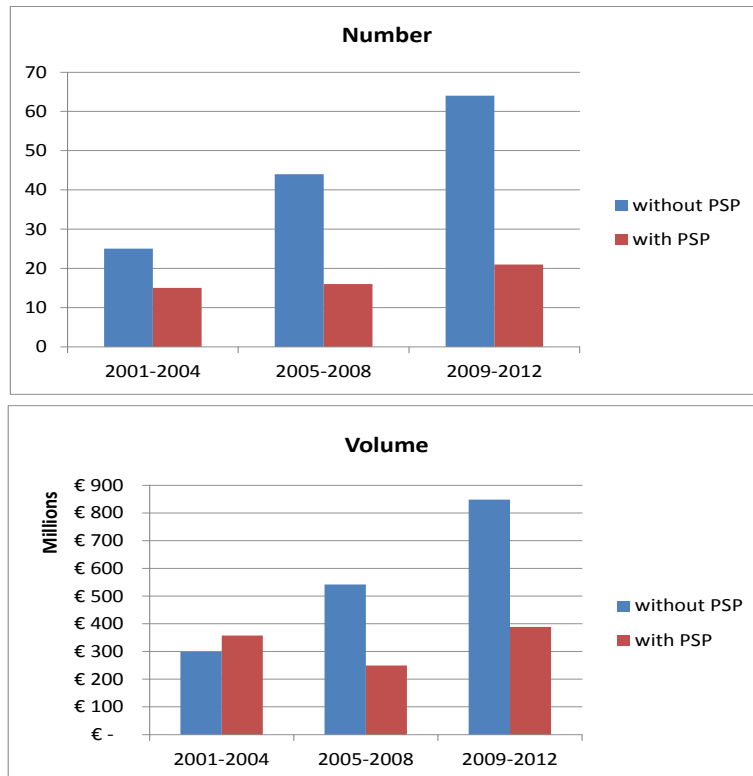 Number
70
60
50
40
30
20
10
0
2001-2004 2005-2008 2009-2012
without PSP
with PSP
Volume
Millions
€ 900
€ 800
€ 700
€ 600
€ 500
€ 400
€ 300
€ 200
€ 100
€ -
2001-2004 2005-2008 2009-2012
without PSP
with PSP